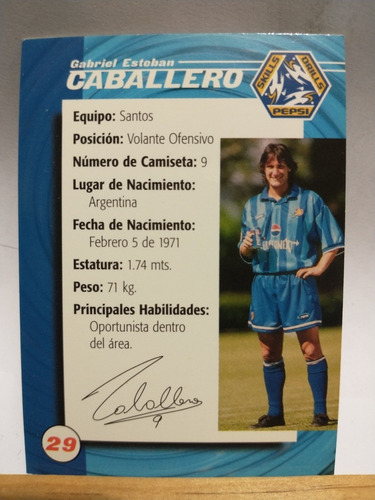 Gabriel Esteban
CABALLERO
SKILLS DRILLS
PEPSI
Equipo: Santos
Posición: Volante Ofensivo
Número de Camiseta: 9
Lugar de Nacimiento:
Argentina
Fecha de Nacimiento:
Febrero 5 de 1971
Estatura: 1.74 mts.
Peso: 71 kg.
Principales Habilidades:
Oportunista dentro
del área.
Caballero
9
29